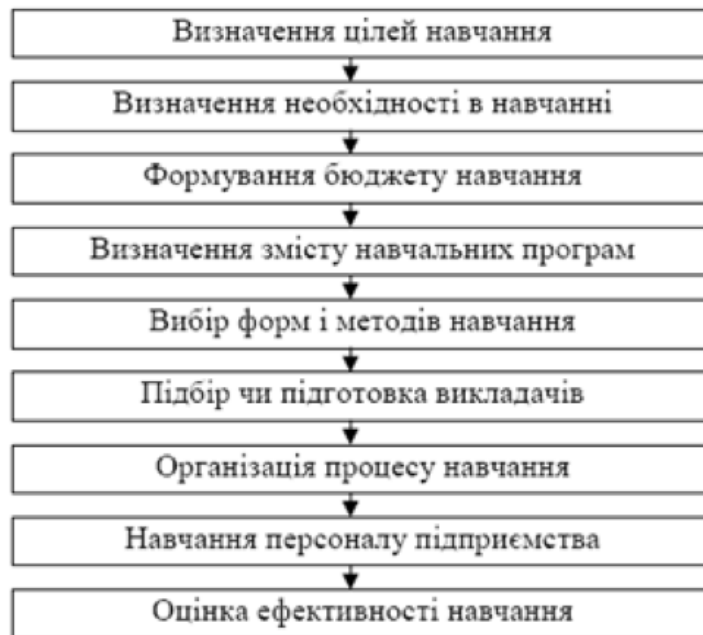 Визначення цілей навчання
Визначення необхідності в навчанні
Формування бюджету навчання
Визначення змісту навчальних програм
Вибір форм і методів навчання
Підбір чи підготовка викладачів
Організація процесу навчання
Навчання персоналу підприємства
Оцінка ефективності навчання